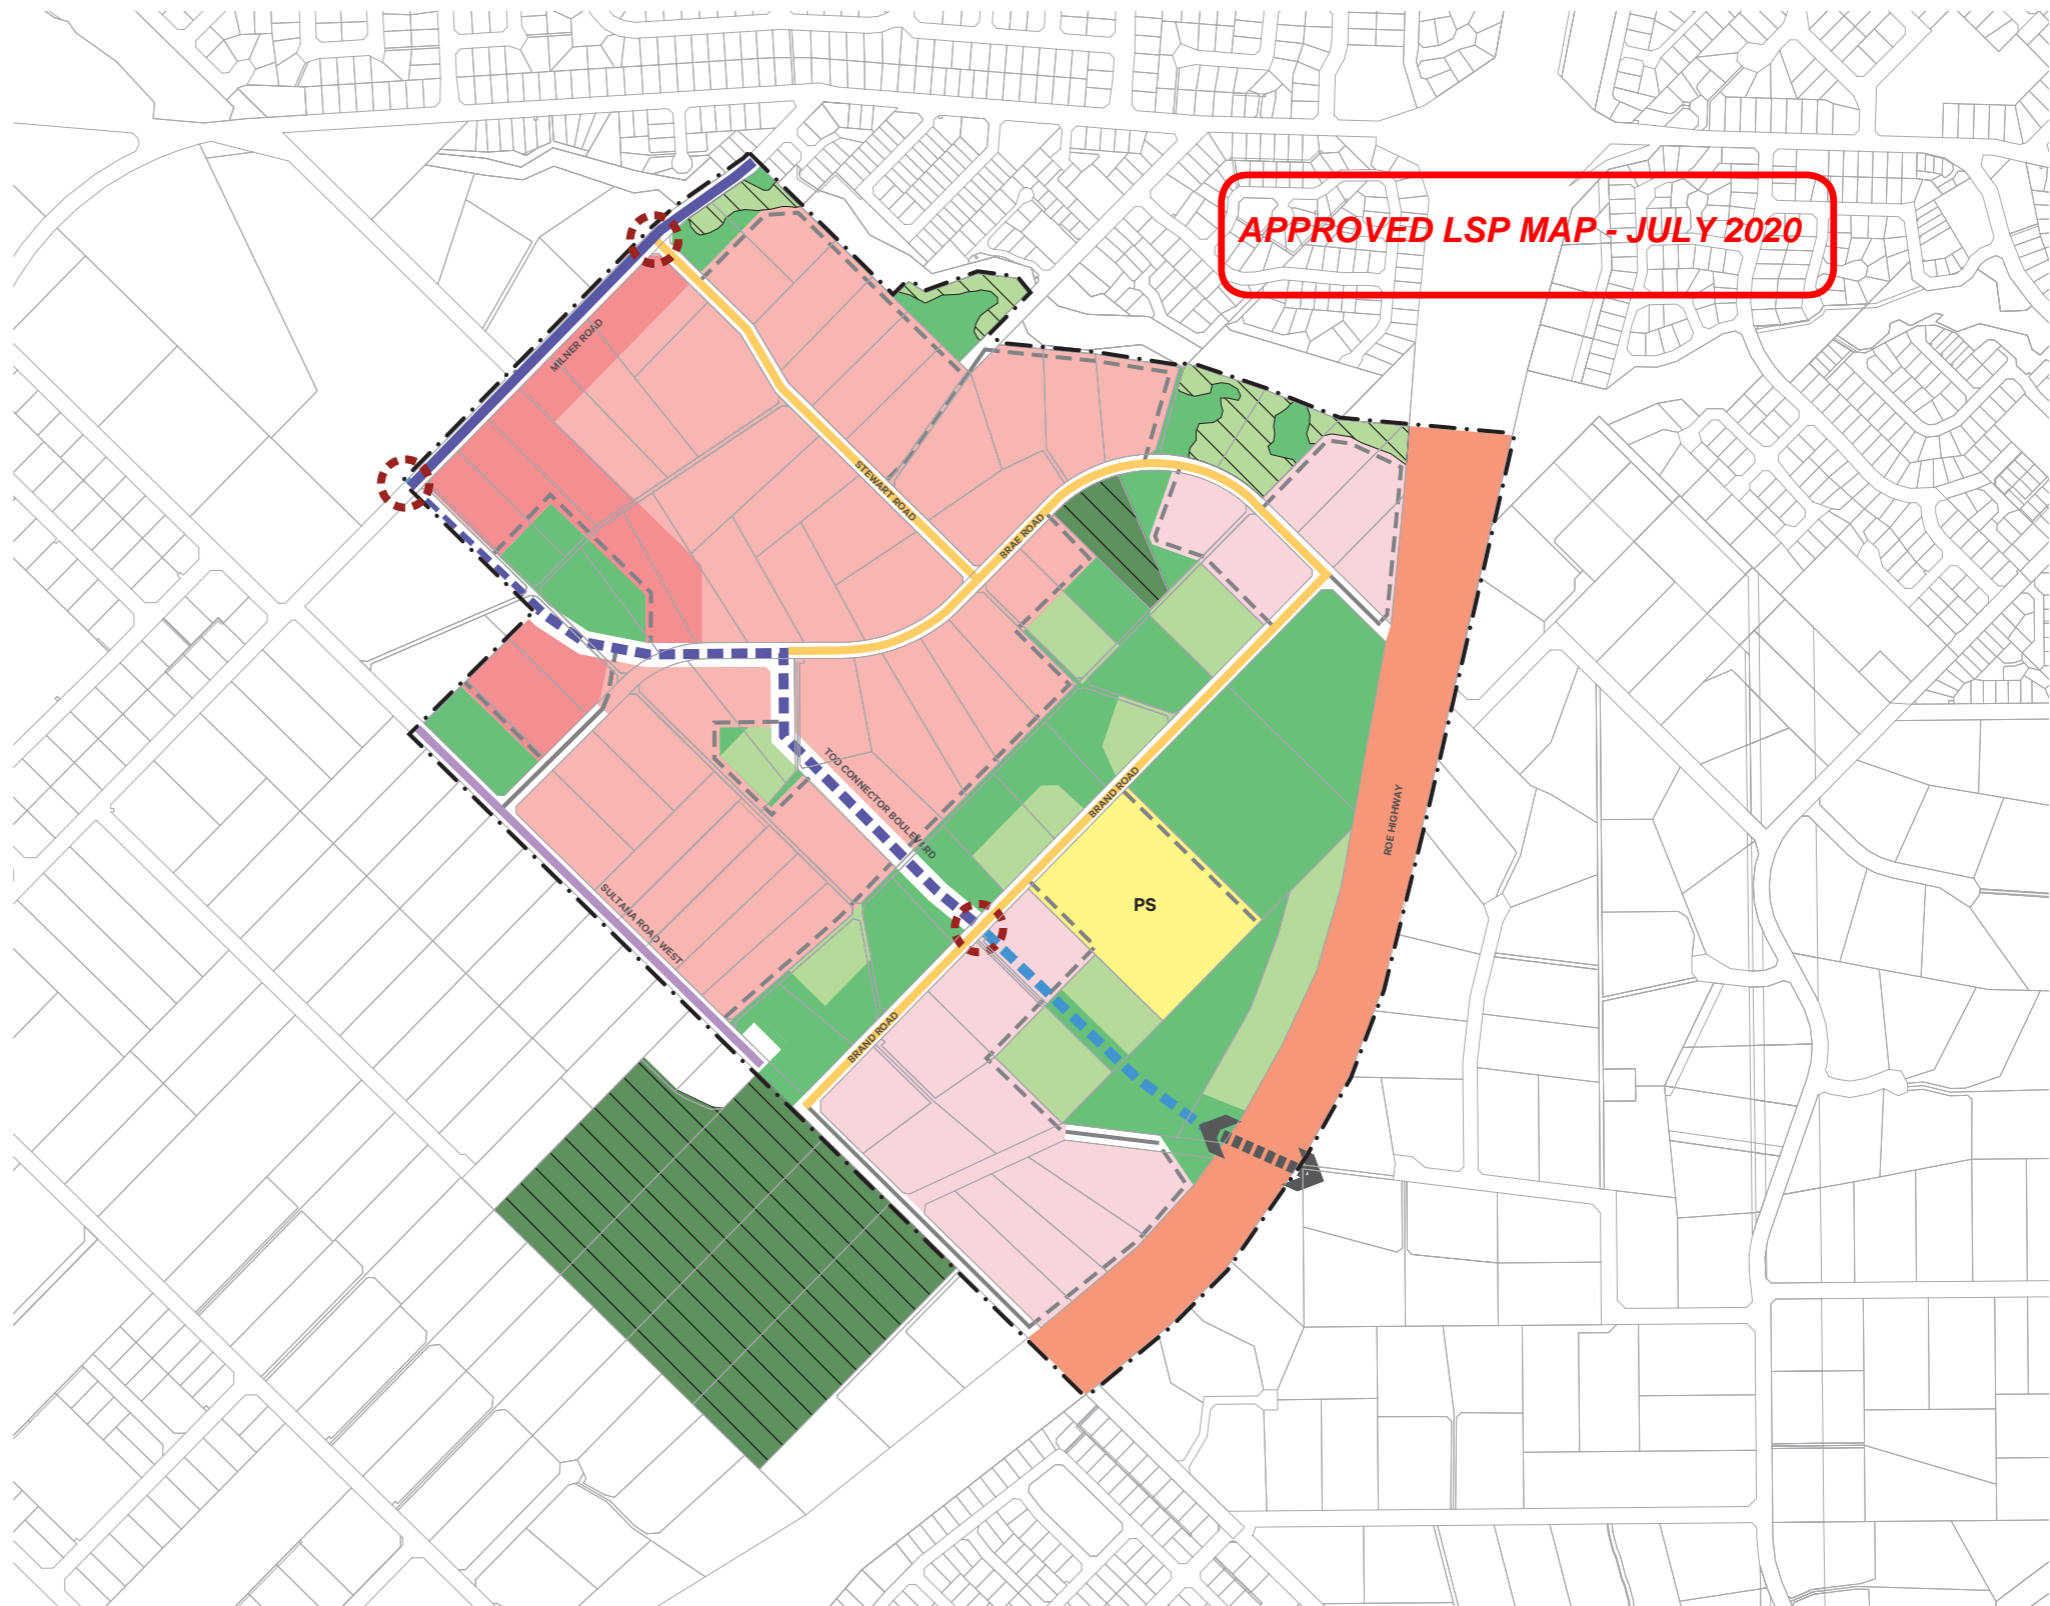 APPROVED LSP MAP - JULY 2020
MILNER ROAD
STEWART ROAD
BRAE ROAD
TOD CONNECTOR BOULEVARD
BRAND ROAD
ROE HIGHWAY
PS
SULTANA ROAD WEST
BRAND ROAD